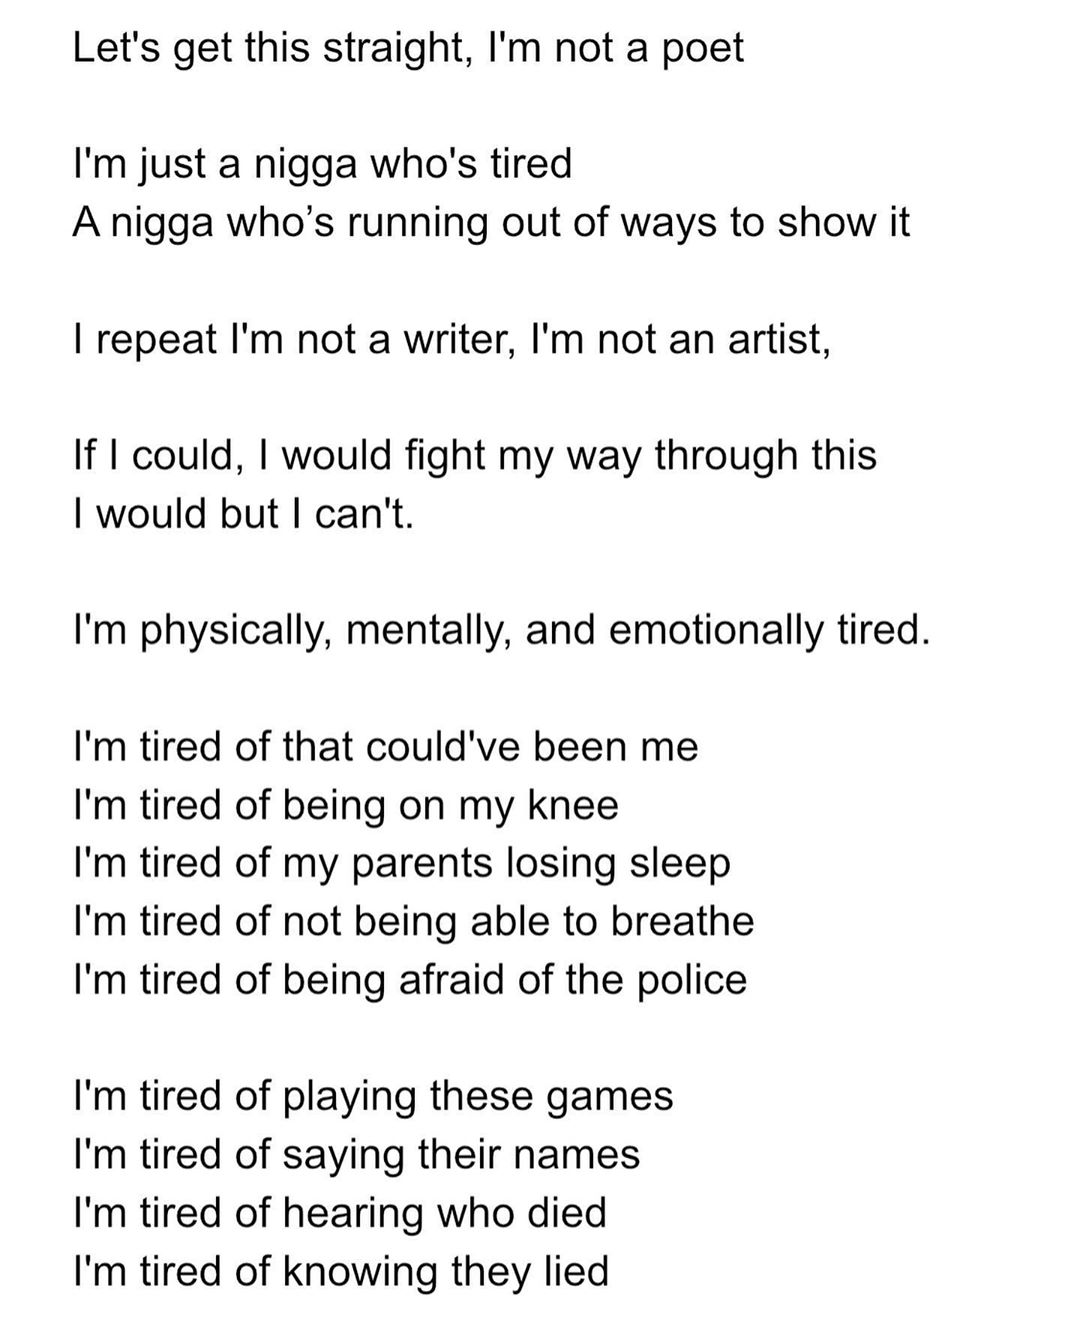 Let's get this straight, I'm not a poet
I'm just a nigga who's tired
A nigga who’s running out of ways to show it
I repeat I'm not a writer, I'm not an artist,
If I could, I would fight my way through this
I would but I can't.
I'm physically, mentally, and emotionally tired.
I'm tired of that could've been me
I'm tired of being on my knee
I'm tired of my parents losing sleep
I'm tired of not being able to breathe
I'm tired of being afraid of the police
I'm tired of playing these games
I'm tired of saying their names
I'm tired of hearing who died
I'm tired of knowing they lied